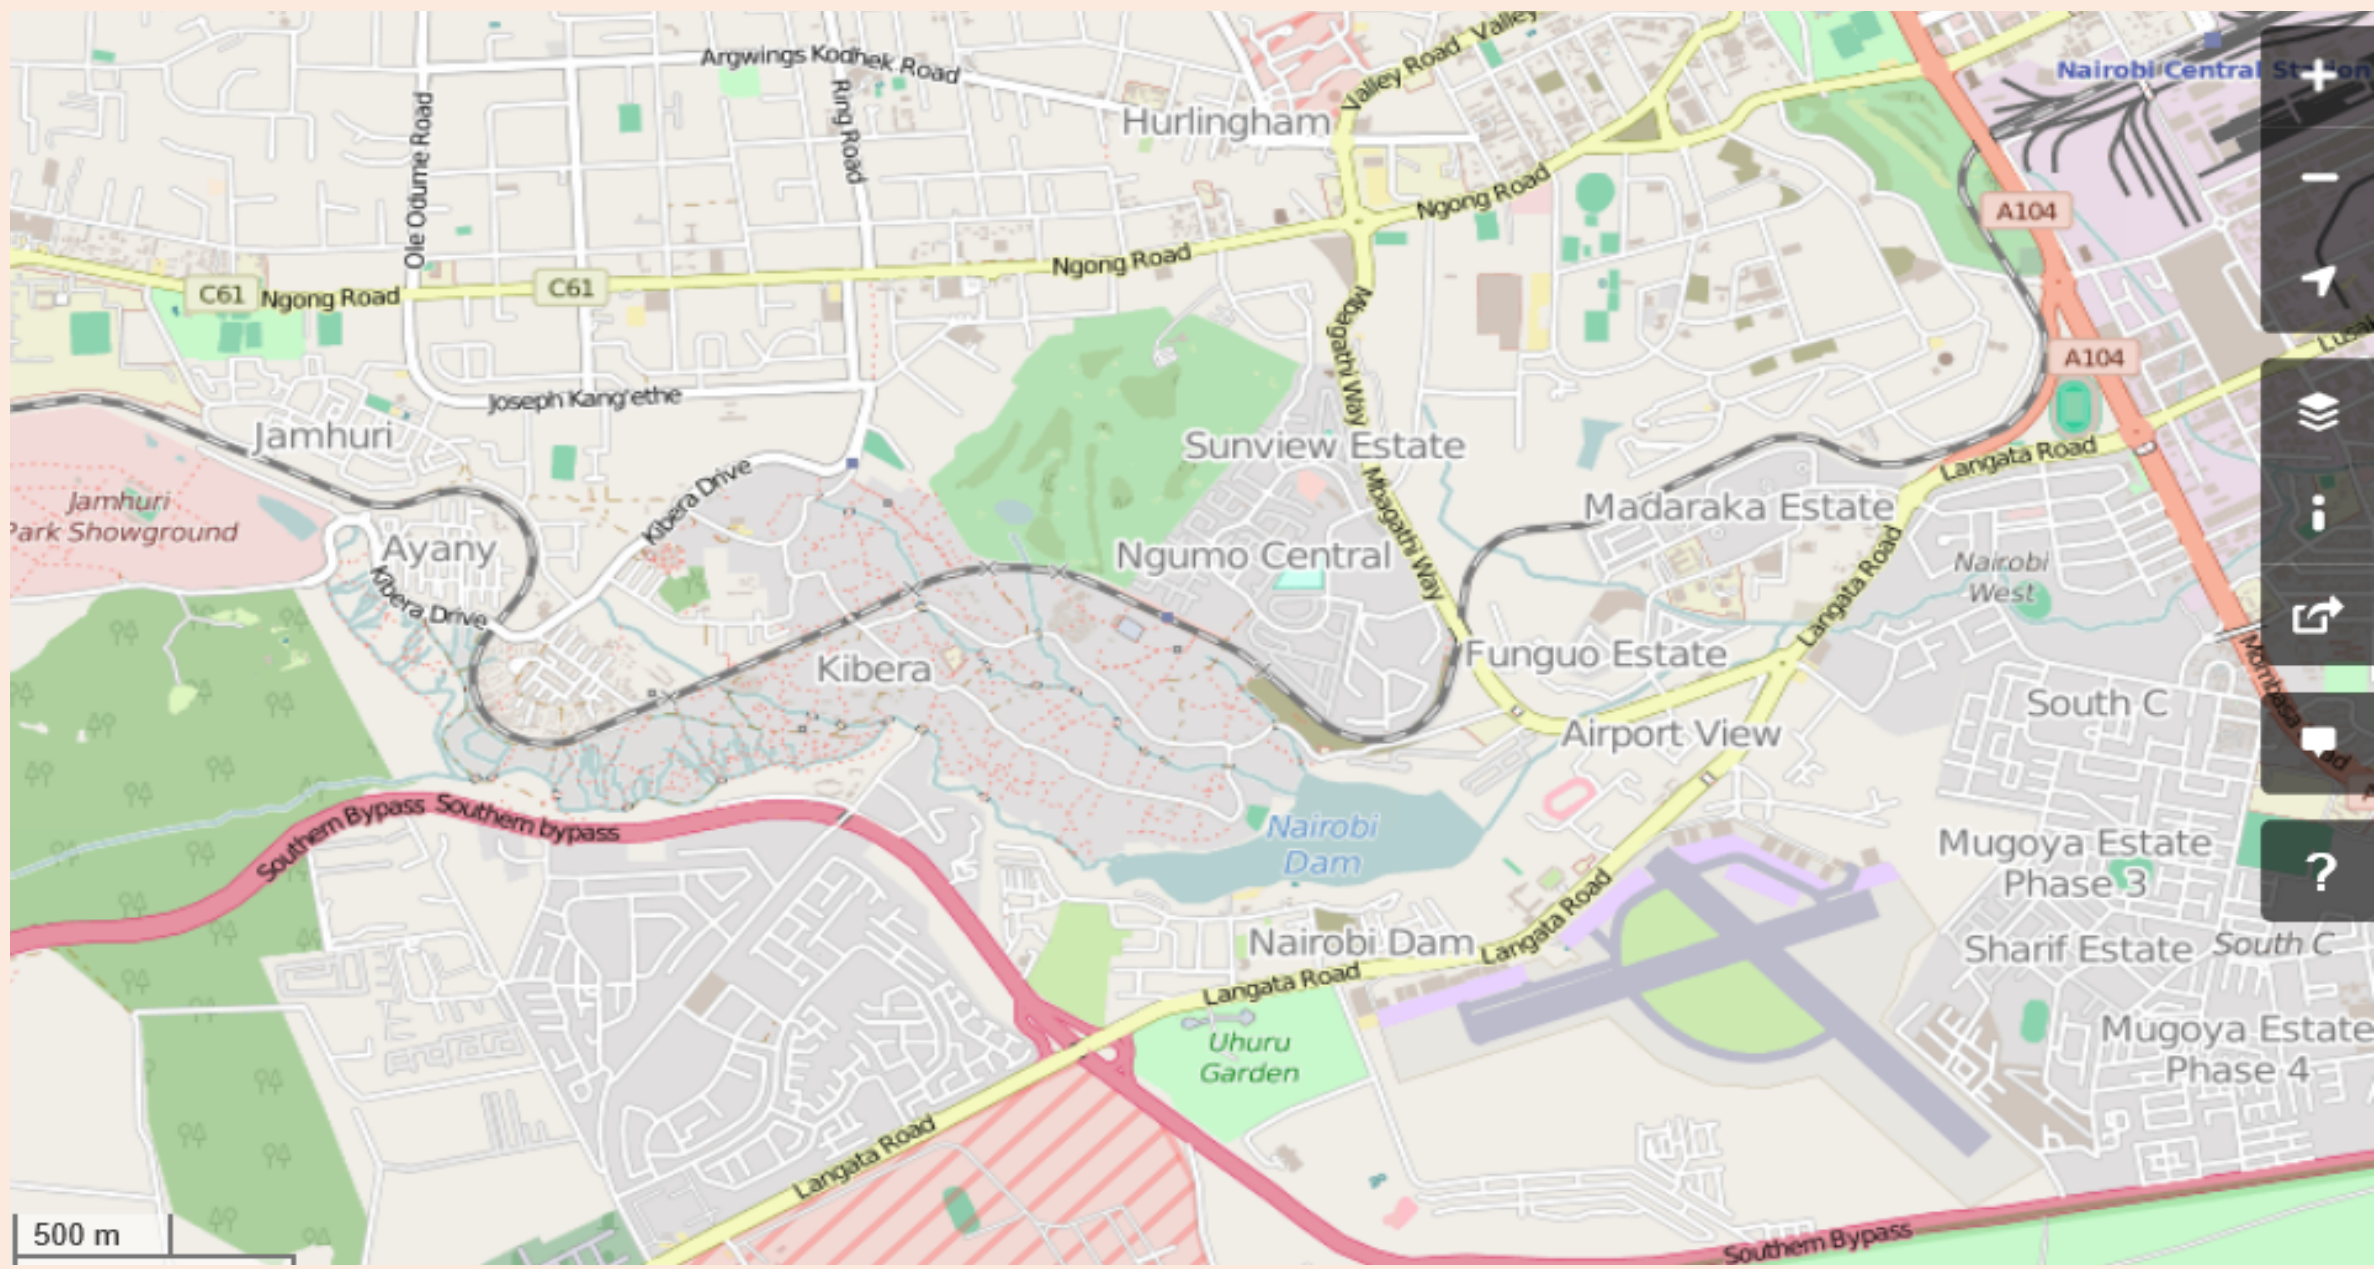 Argwings Kodhek Road
Valley Road
Valley
Nairobi Central Station
Hurlingham
Ole Odume Road
Ring Road
Ngong Road
A104
Ngong Road
C61
Ngong Road
C61
Mbagathi Way
A104
Joseph Kang'ethe
Jamhuri
Sunview Estate
Langata Road
Kibera Drive
Jamhuri
Park Showground
Mbagathi Way
Madaraka Estate
Ayany
Ngumo Central
Langata Road
Nairobi
West
Kibera Drive
Kibera
Funguo Estate
South C
Airport View
Southern Bypass
Southern bypass
Nairobi
Dam
Mugoya Estate
Phase 3
Langata Road
Nairobi Dam
Sharif Estate
South C
Langata Road
Uhuru
Garden
Mugoya Estate
Phase 4
Langata Road
500 m
Southern Bypass
+
−
i
?